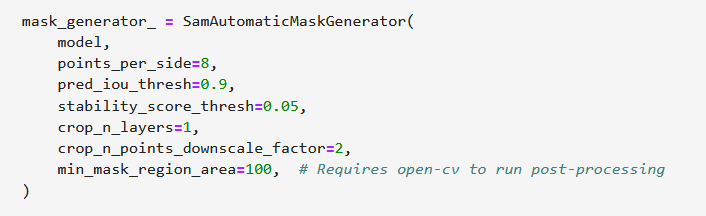 mask_generator_ = SamAutomaticMaskGenerator(
    model,
    points_per_side=8,
    pred_iou_thresh=0.9,
    stability_score_thresh=0.05,
    crop_n_layers=1,
    crop_n_points_downscale_factor=2,
    min_mask_region_area=100,  # Requires open-cv to run post-processing
)